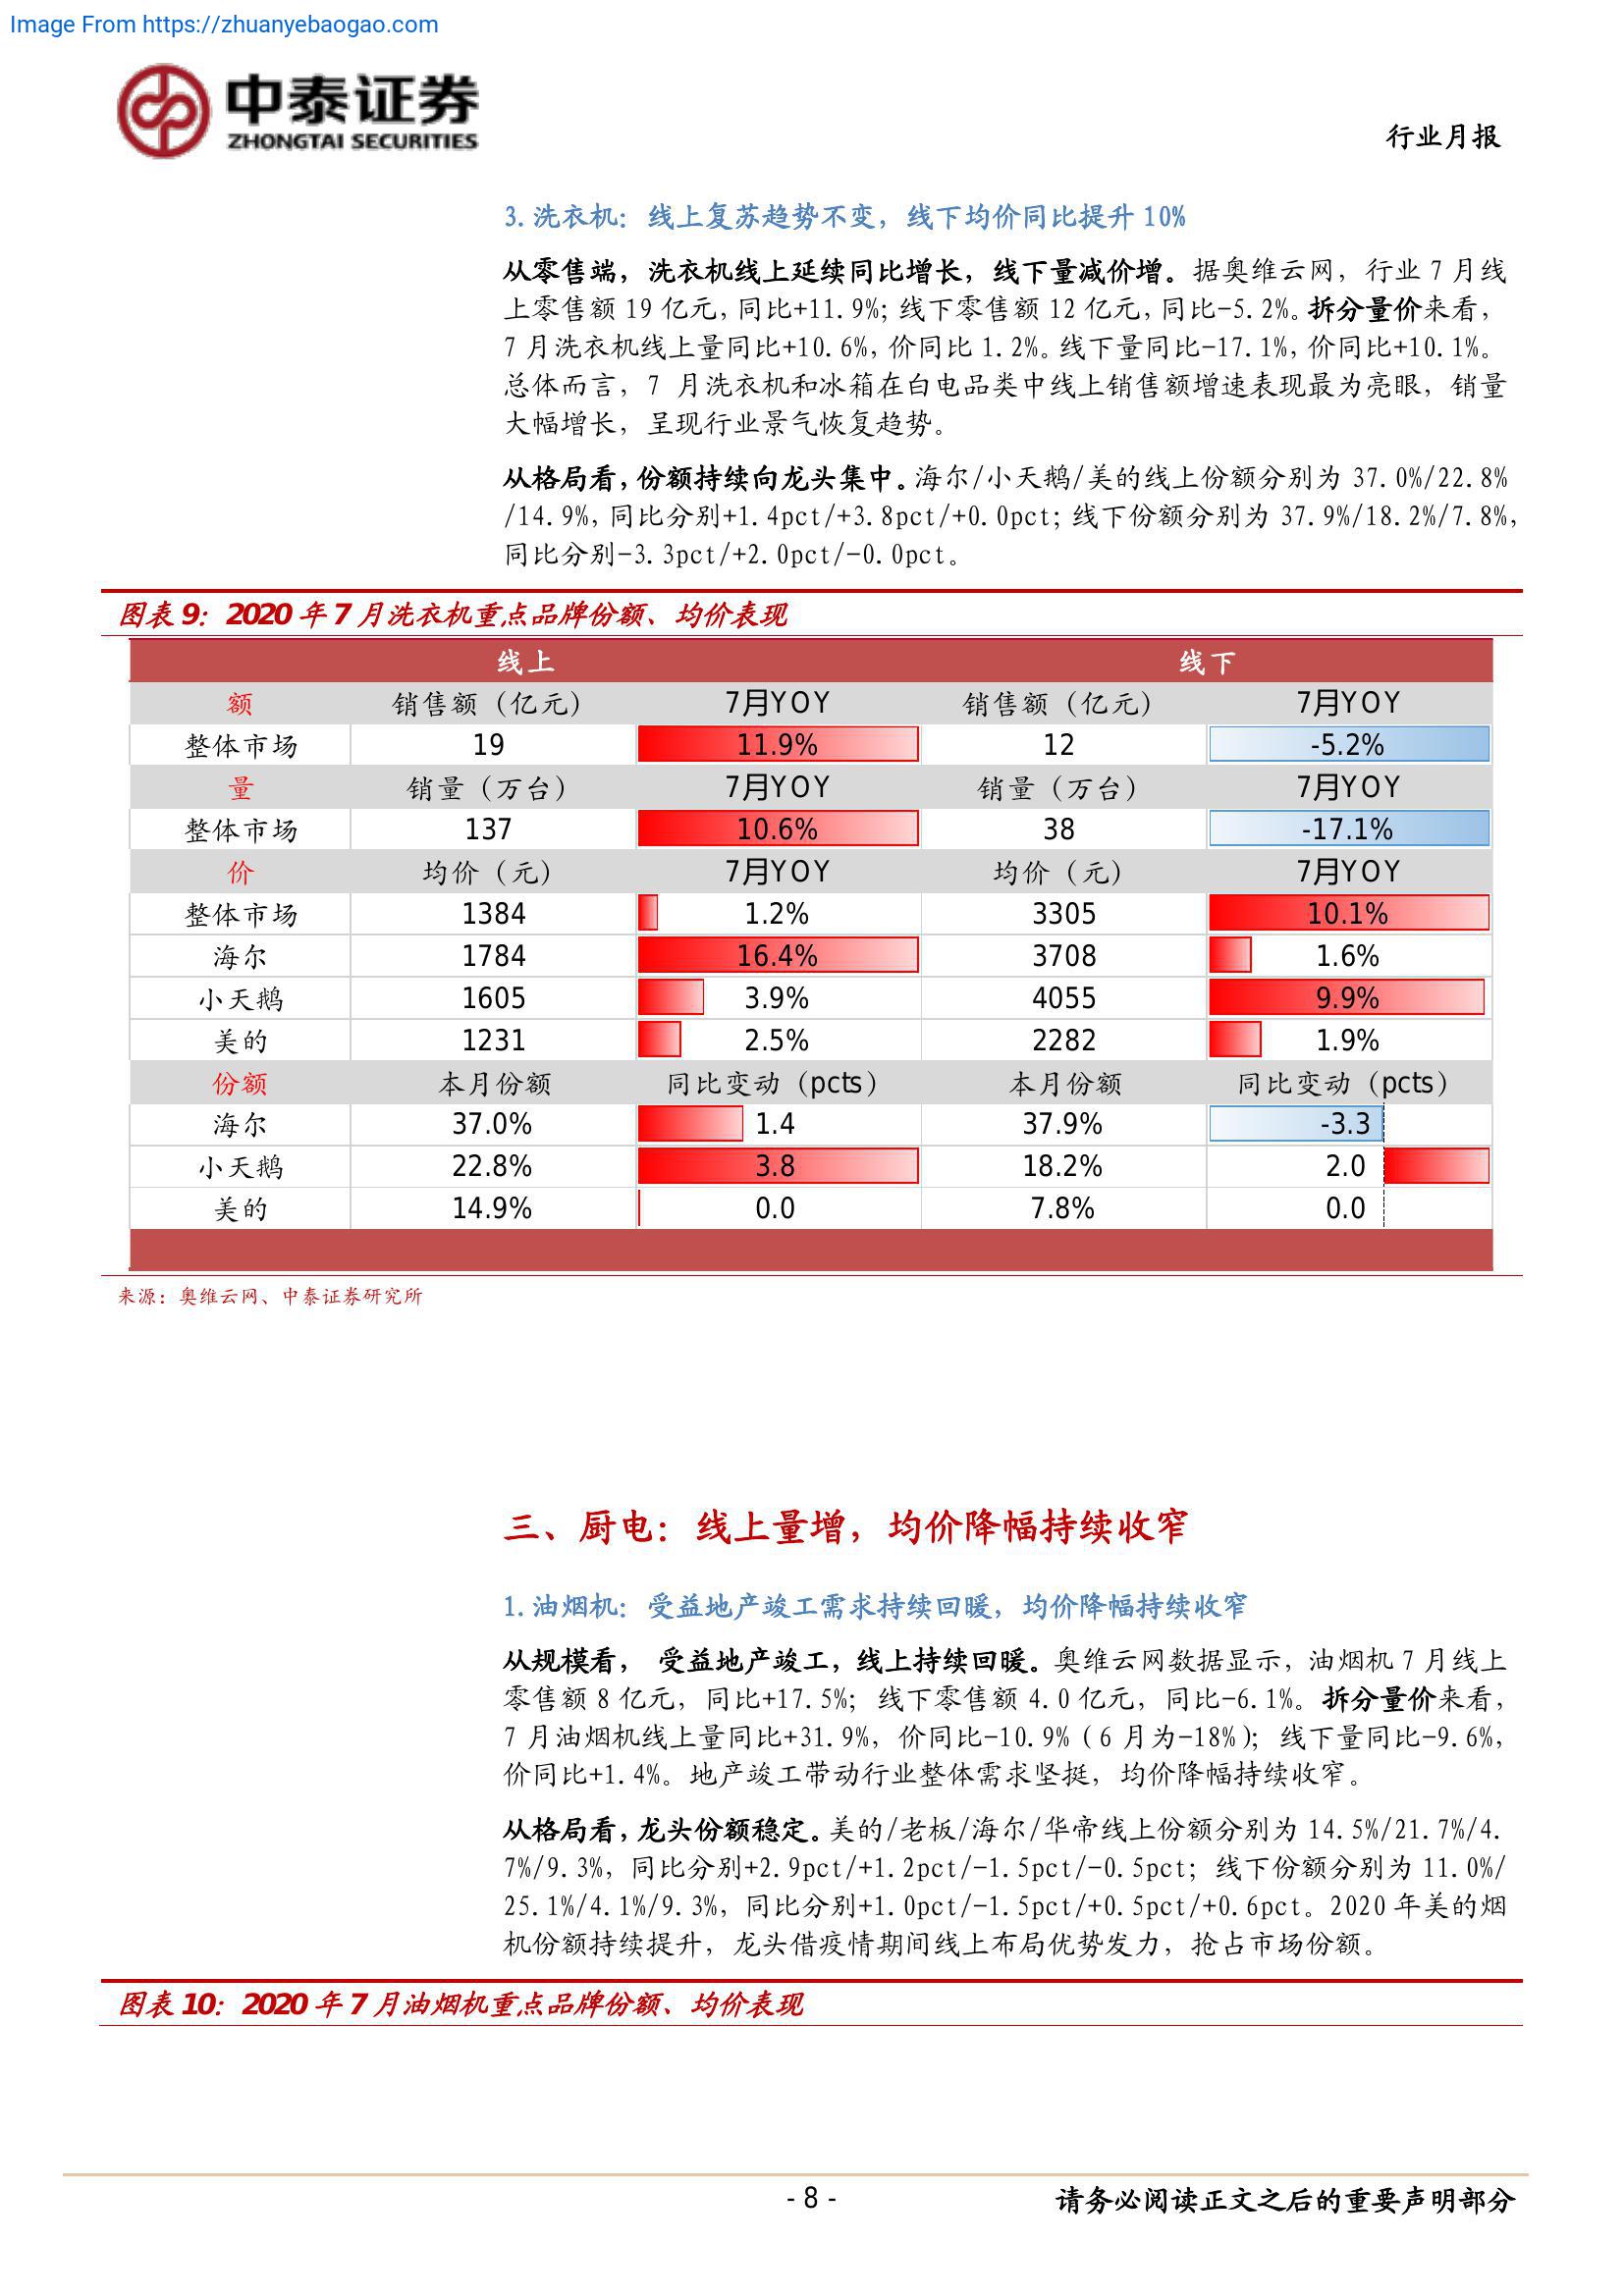 Image From https://zhuanyebaogao.com
中泰证券
ZHONGTAI SECURITIES
行业月报
3.洗衣机：线上复苏趋势不变，线下均价同比提升 10%
从零售端，洗衣机线上延续同比增长，线下量减价增。据奥维云网，行业 7 月线
上零售额 19 亿元，同比+11.9%；线下零售额 12 亿元，同比-5.2%。拆分量价来看，
7 月洗衣机线上量同比+10.6%，价同比 1.2%。线下量同比-17.1%，价同比+10.1%。
总体而言，7 月洗衣机和冰箱在白电品类中线上销售额增速表现最为亮眼，销量
大幅增长，呈现行业景气恢复趋势。
从格局看，份额持续向龙头集中。海尔/小天鹅/美的线上份额分别为 37.0%/22.8%
/14.9%，同比分别+1.4pct/+3.8pct/+0.0pct；线下份额分别为 37.9%/18.2%/7.8%，
同比分别-3.3pct/+2.0pct/-0.0pct。
图表 9：2020 年 7 月洗衣机重点品牌份额、均价表现
线上 线下
额 销售额（亿元） 7月YOY 销售额（亿元） 7月YOY
整体市场 19 11.9% 12 -5.2%
量 销量（万台） 7月YOY 销量（万台） 7月YOY
整体市场 137 10.6% 38 -17.1%
价 均价（元） 7月YOY 均价（元） 7月YOY
整体市场 1384 1.2% 3305 10.1%
海尔 1784 16.4% 3708 1.6%
小天鹅 1605 3.9% 4055 9.9%
美的 1231 2.5% 2282 1.9%
份额 本月份额 同比变动（pcts） 本月份额 同比变动（pcts）
海尔 37.0% 1.4 37.9% -3.3
小天鹅 22.8% 3.8 18.2% 2.0
美的 14.9% 0.0 7.8% 0.0
来源：奥维云网、中泰证券研究所
三、厨电：线上量增，均价降幅持续收窄
1.油烟机：受益地产竣工需求持续回暖，均价降幅持续收窄
从规模看， 受益地产竣工，线上持续回暖。奥维云网数据显示，油烟机 7 月线上
零售额 8 亿元，同比+17.5%；线下零售额 4.0 亿元，同比-6.1%。拆分量价来看，
7 月油烟机线上量同比+31.9%，价同比-10.9%（6 月为-18%）；线下量同比-9.6%，
价同比+1.4%。地产竣工带动行业整体需求坚挺，均价降幅持续收窄。
从格局看，龙头份额稳定。美的/老板/海尔/华帝线上份额分别为 14.5%/21.7%/4.
7%/9.3%，同比分别+2.9pct/+1.2pct/-1.5pct/-0.5pct；线下份额分别为 11.0%/
25.1%/4.1%/9.3%，同比分别+1.0pct/-1.5pct/+0.5pct/+0.6pct。2020 年美的烟
机份额持续提升，龙头借疫情期间线上布局优势发力，抢占市场份额。
图表 10：2020 年 7 月油烟机重点品牌份额、均价表现
- 8 -
请务必阅读正文之后的重要声明部分